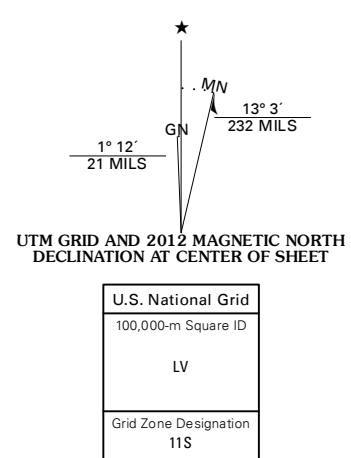 ★
MN
GN
13° 3´
232 MILS
1° 12´
21 MILS
UTM GRID AND 2012 MAGNETIC NORTH
DECLINATION AT CENTER OF SHEET
U.S. National Grid
100,000-m Square ID
LV
Grid Zone Designation
11S